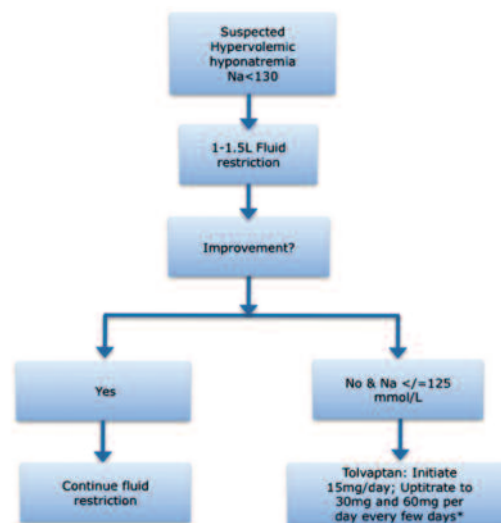 Suspected
Hypervolemic
hyponatremia
Na<130
1-1.5L Fluid
restriction
Improvement?
Yes
No & Na </=125
mmol/L
Continue fluid
restriction
Tolvaptan: Initiate
15mg/day; Uptitrate to
30mg and 60mg per
day every few days*